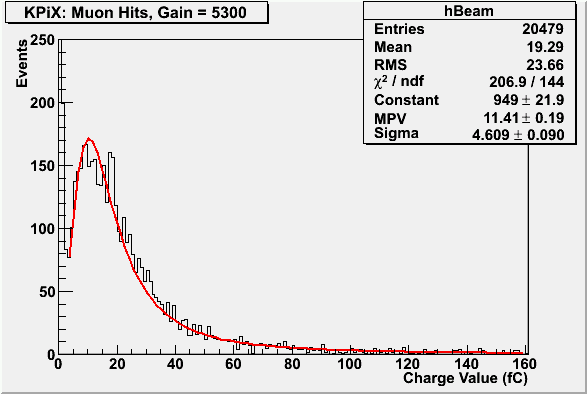 KPiX: Muon Hits, Gain = 5300
hBeam
Entries 20479
Mean 19.29
RMS 23.66
χ² / ndf 206.9 / 144
Constant 949 ± 21.9
MPV 11.41 ± 0.19
Sigma 4.609 ± 0.090
Events
250
200
150
100
50
0
0 20 40 60 80 100 120 140 160
Charge Value (fC)